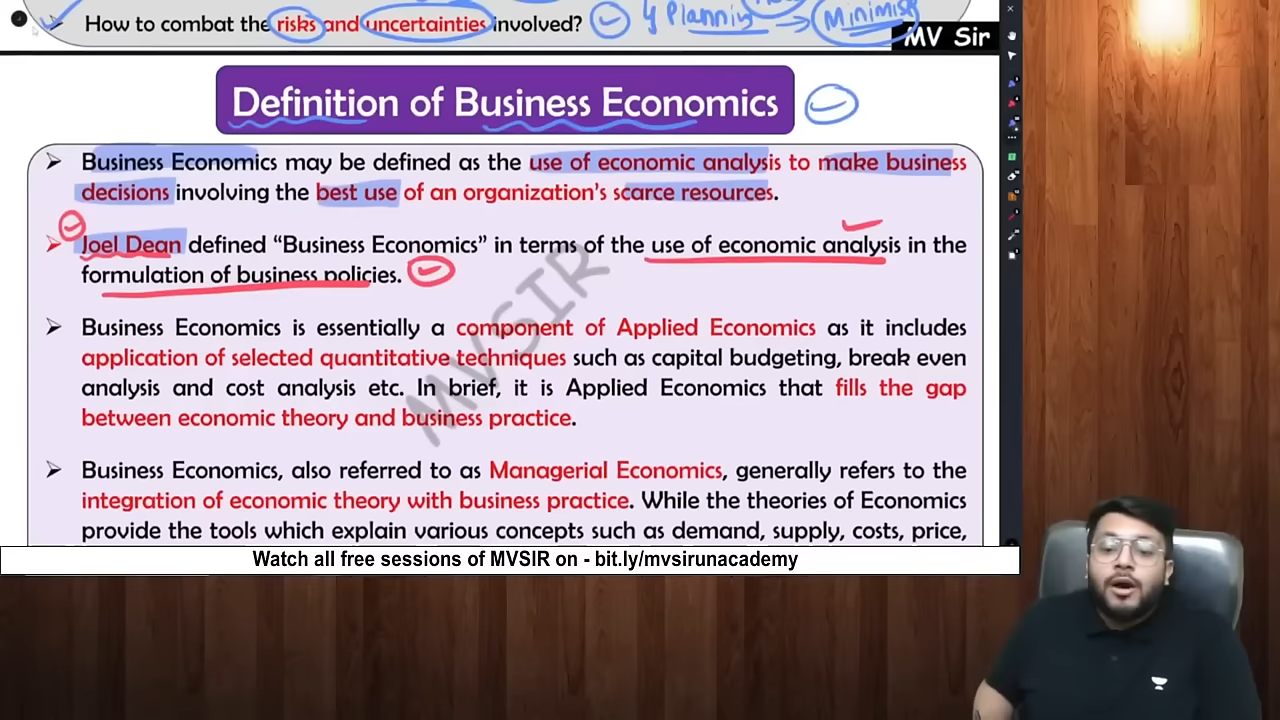 How to combat the risks and uncertainties involved? Planning → Minimis
MV Sir
Definition of Business Economics
➢ Business Economics may be defined as the use of economic analysis to make business
decisions involving the best use of an organization's scarce resources.
➢ Joel Dean defined “Business Economics” in terms of the use of economic analysis in the
formulation of business policies.
➢ Business Economics is essentially a component of Applied Economics as it includes
application of selected quantitative techniques such as capital budgeting, break even
analysis and cost analysis etc. In brief, it is Applied Economics that fills the gap
between economic theory and business practice.
➢ Business Economics, also referred to as Managerial Economics, generally refers to the
integration of economic theory with business practice. While the theories of Economics
provide the tools which explain various concepts such as demand, supply, costs, price,
MVSIR
Watch all free sessions of MVSIR on - bit.ly/mvsirunacademy